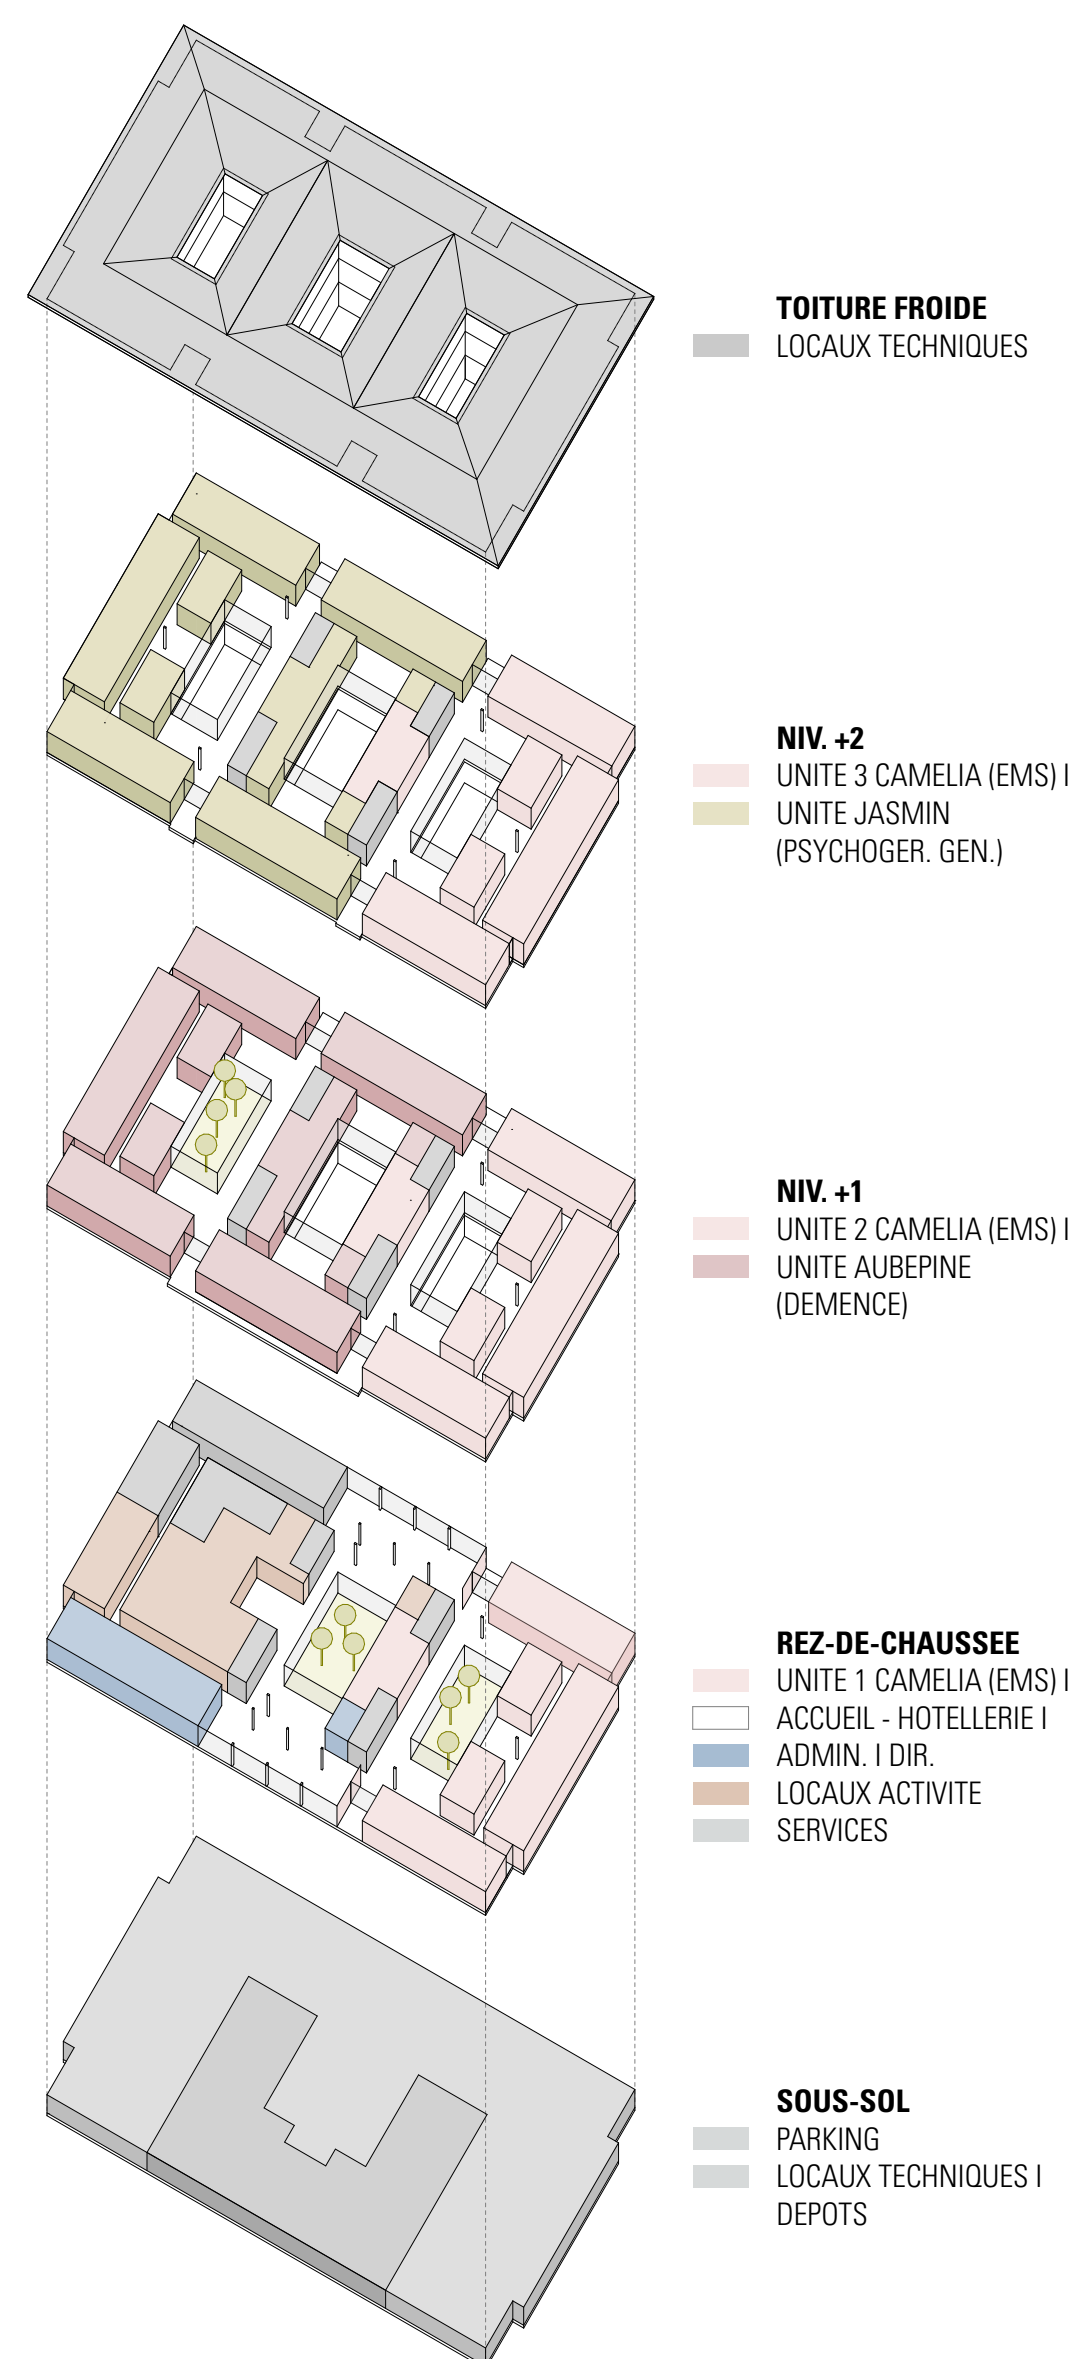 TOITURE FROIDE
LOCAUX TECHNIQUES
NIV. +2
UNITE 3 CAMELIA (EMS) I
UNITE JASMIN
(PSYCHOGER. GEN.)
NIV. +1
UNITE 2 CAMELIA (EMS) I
UNITE AUBEPINE
(DEMENCE)
REZ-DE-CHAUSSEE
UNITE 1 CAMELIA (EMS) I
ACCUEIL - HOTELLERIE I
ADMIN. I DIR.
LOCAUX ACTIVITE
SERVICES
SOUS-SOL
PARKING
LOCAUX TECHNIQUES I
DEPOTS